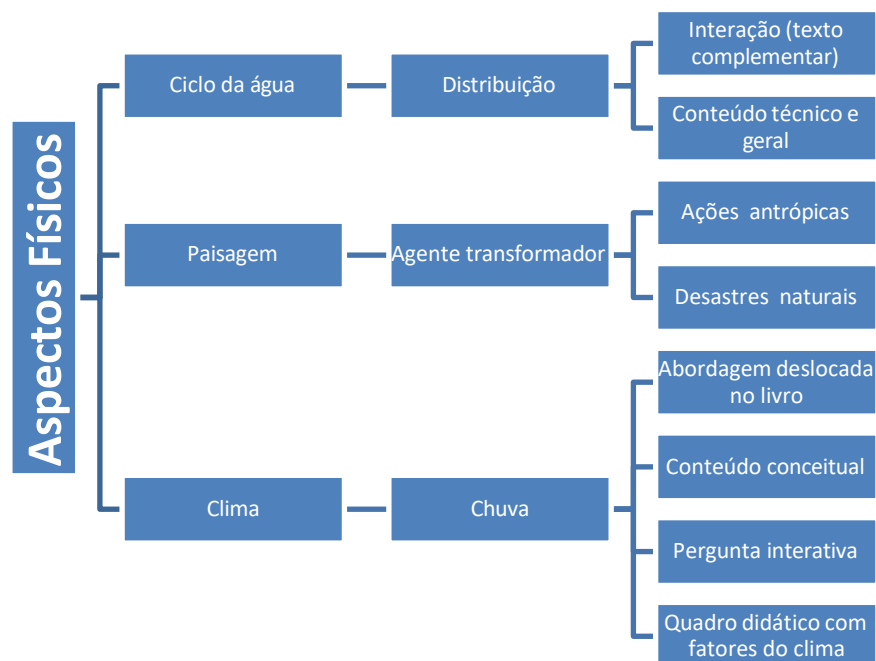 Aspectos Físicos
Ciclo da água
Distribuição
Interação (texto
complementar)
Conteúdo técnico e
geral
Paisagem
Agente transformador
Ações antrópicas
Desastres naturais
Clima
Chuva
Abordagem deslocada
no livro
Conteúdo conceitual
Pergunta interativa
Quadro didático com
fatores do clima